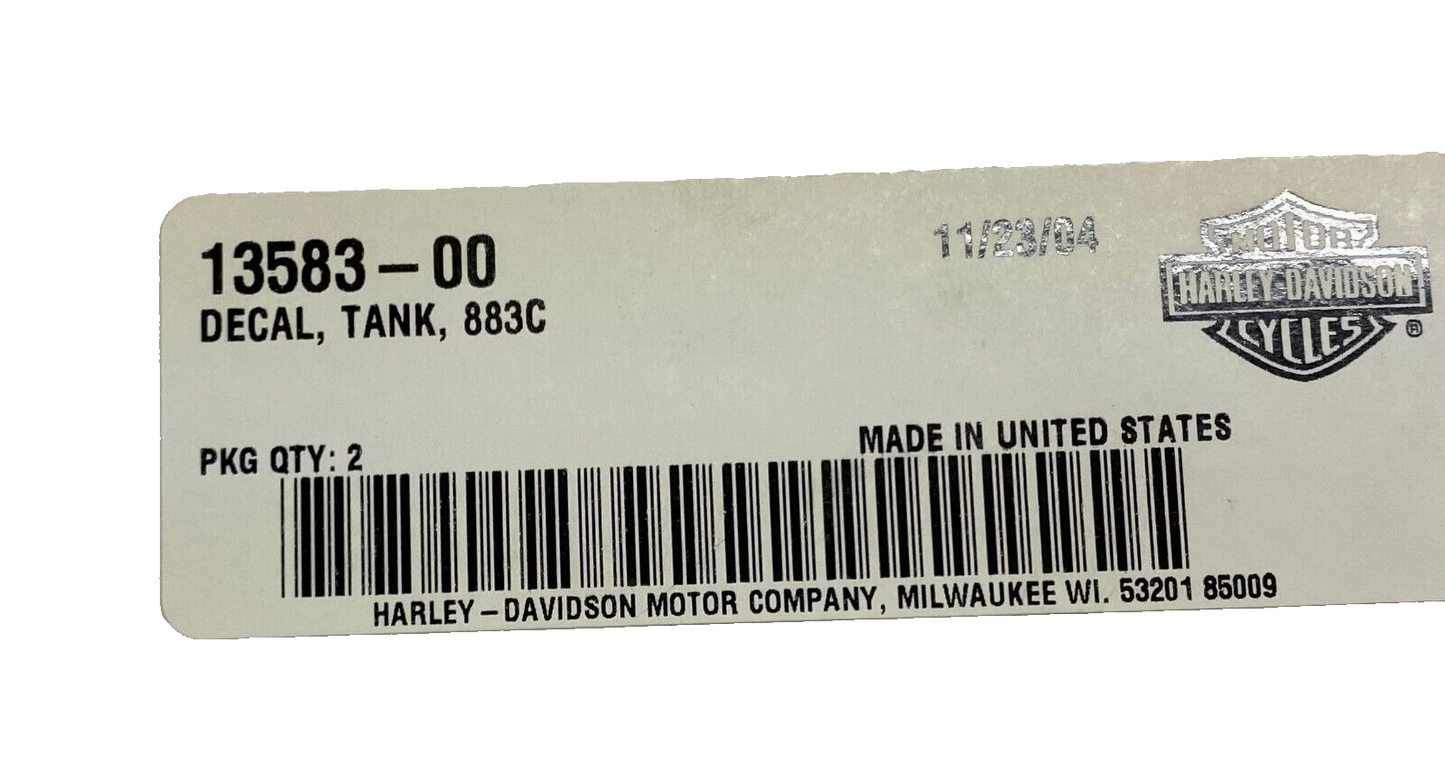 13583-00
11/23/04
DECAL, TANK, 883C
MOTOR
HARLEY-DAVIDSON
CYCLES ®
PKG QTY: 2
MADE IN UNITED STATES
HARLEY-DAVIDSON MOTOR COMPANY, MILWAUKEE WI. 53201 85009